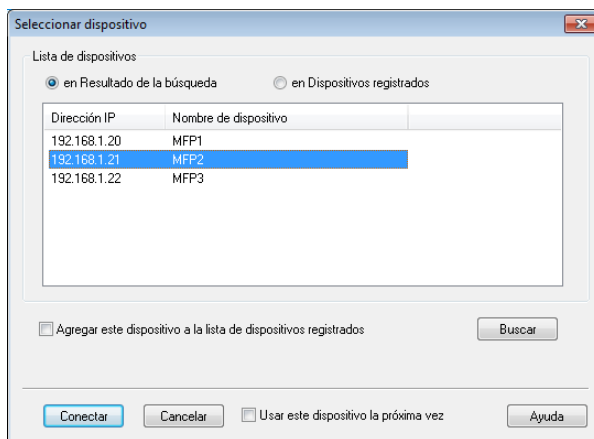 Seleccionar dispositivo
Lista de dispositivos
en Resultado de la búsqueda en Dispositivos registrados
Dirección IP Nombre de dispositivo
192.168.1.20 MFP1
192.168.1.21 MFP2
192.168.1.22 MFP3
Agregar este dispositivo a la lista de dispositivos registrados Buscar
Conectar Cancelar Usar este dispositivo la próxima vez Ayuda